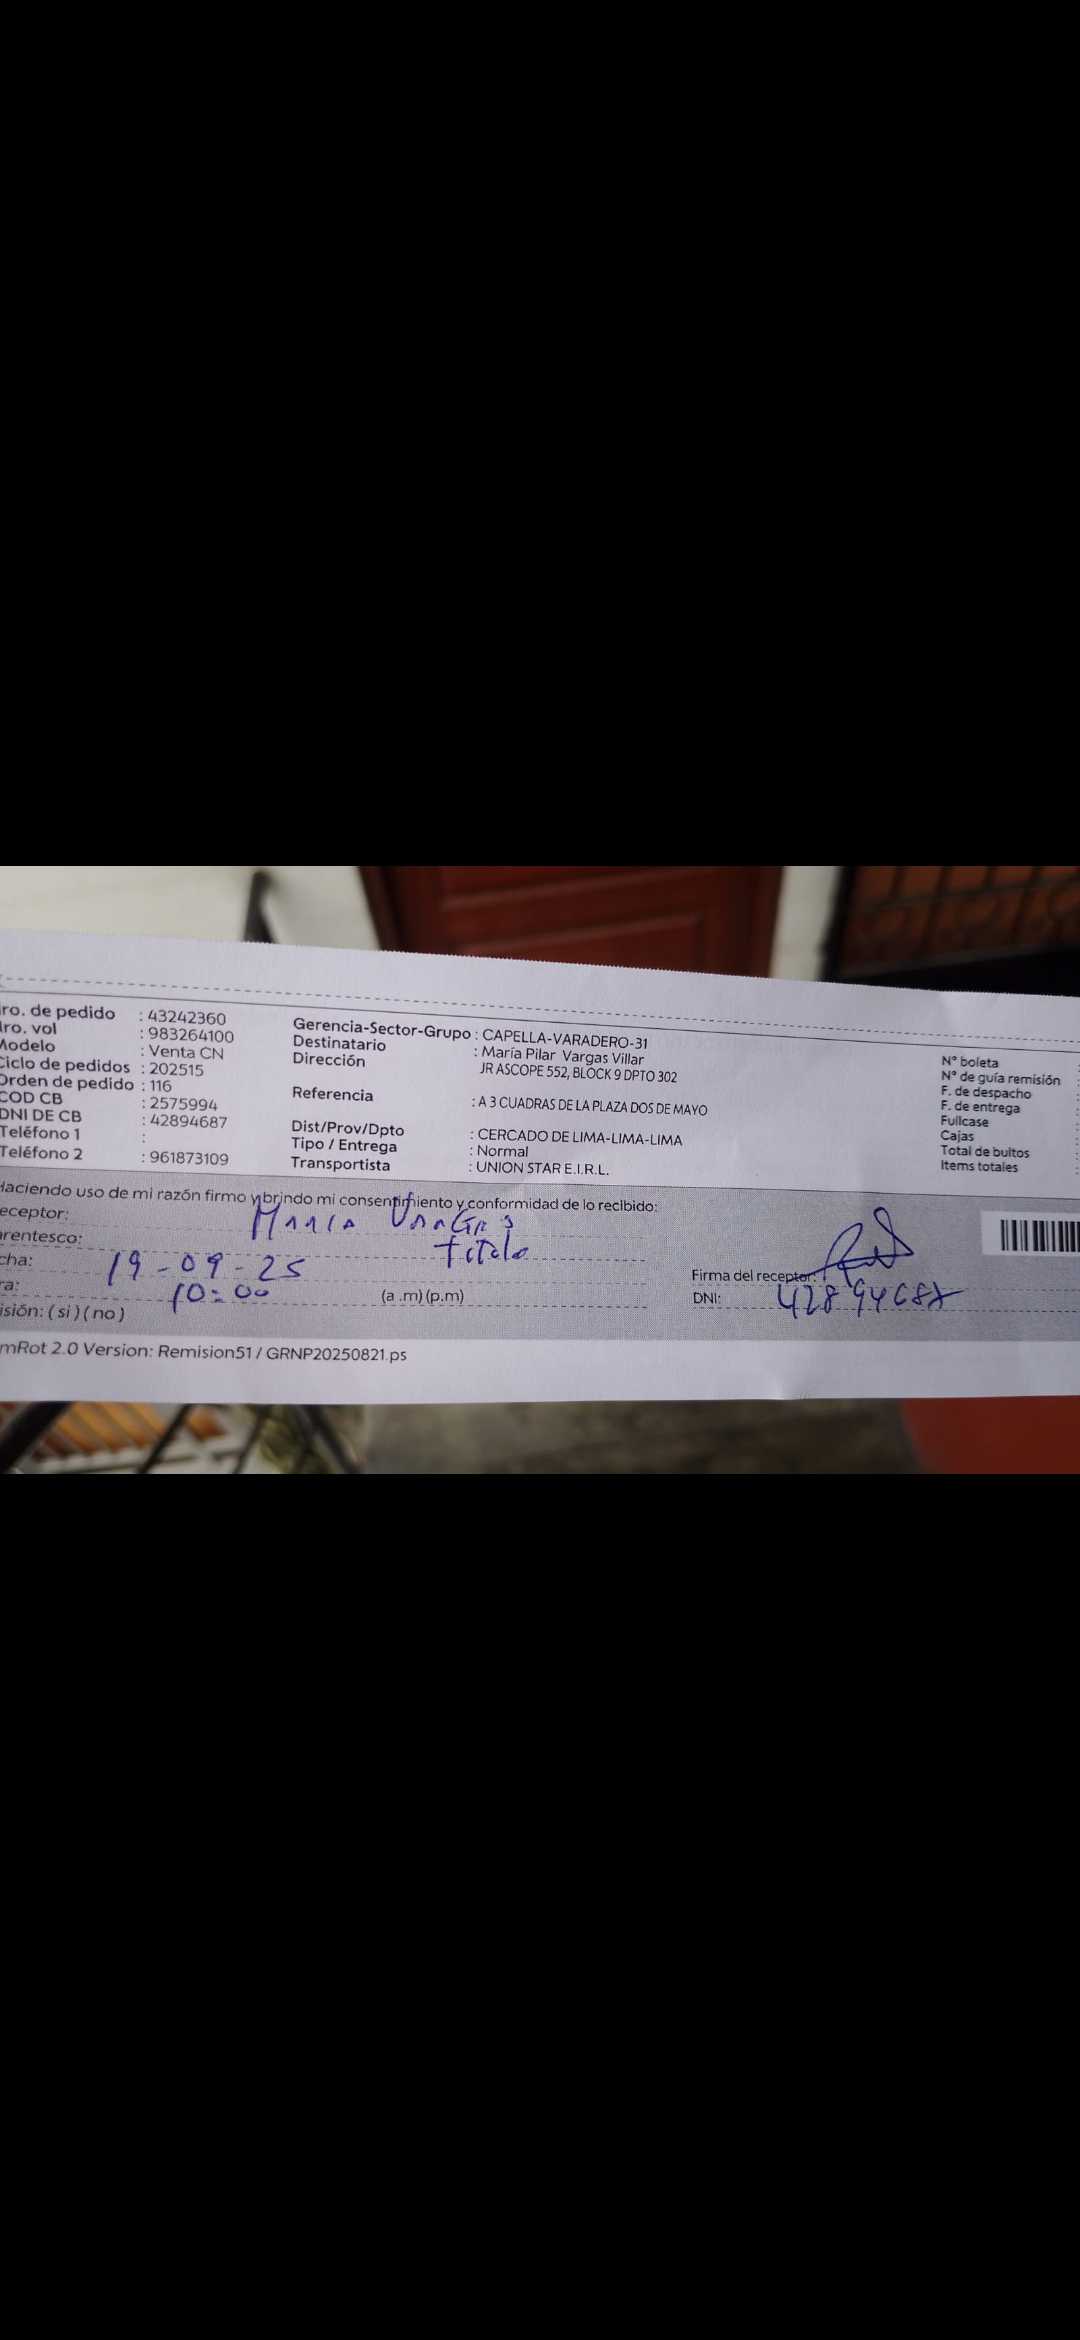 ro. de pedido : 43242360
ro. vol : 983264100
Modelo : Venta CN
Ciclo de pedidos : 202515
Orden de pedido : 116
COD CB : 2575994
DNI DE CB : 42894687
Teléfono 1 :
Teléfono 2 : 961873109
Gerencia-Sector-Grupo : CAPELLA-VARADERO-31
Destinatario : María Pilar Vargas Villar
Dirección JR ASCOPE 552, BLOCK 9 DPTO 302
Referencia : A 3 CUADRAS DE LA PLAZA DOS DE MAYO
Dist/Prov/Dpto : CERCADO DE LIMA-LIMA-LIMA
Tipo / Entrega : Normal
Transportista : UNION STAR E.I.R.L.
N° boleta :
N° de guía remisión :
F. de despacho :
F. de entrega :
Fullcase :
Cajas :
Total de bultos :
Items totales :
Haciendo uso de mi razón firmo y brindo mi consentimiento y conformidad de lo recibido:
eceptor: Maria
arentesco:
cha: 19-09-25
ra: 10:00 (a .m) (p.m)
isión: ( si ) ( no )
Firma del receptor:
DNI: 42894687
mRot 2.0 Version: Remision51 / GRNP20250821.ps